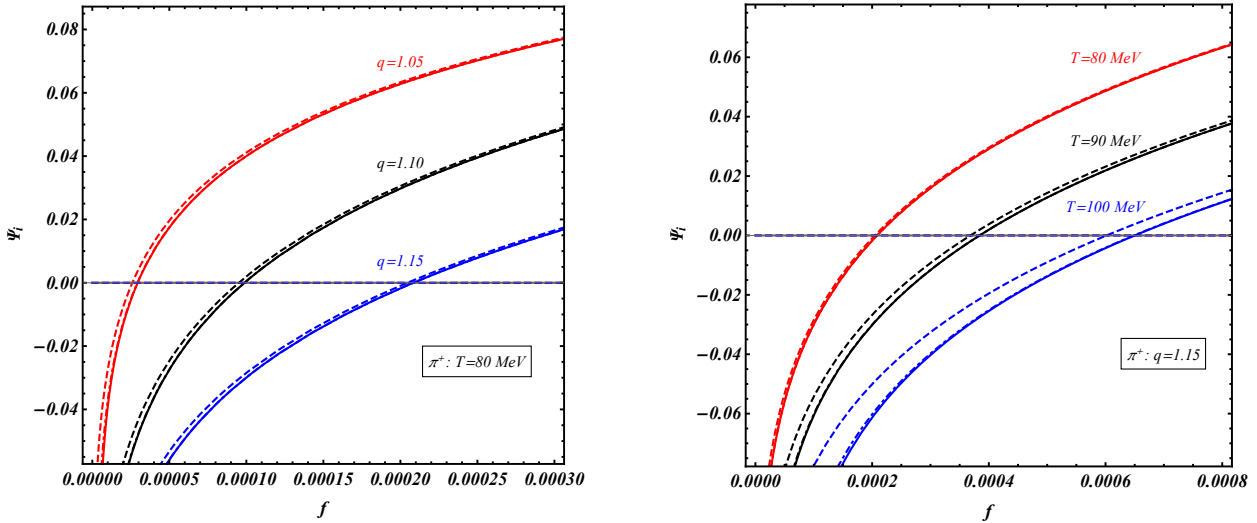 0.08
0.06
0.04
0.02
0.00
−0.02
−0.04
Ψi
q=1.05
q=1.10
q=1.15
π+: T=80 MeV
0.00000 0.00005 0.00010 0.00015 0.00020 0.00025 0.00030
f
0.06
0.04
0.02
0.00
−0.02
−0.04
−0.06
Ψi
T=80 MeV
T=90 MeV
T=100 MeV
π+: q=1.15
0.0000 0.0002 0.0004 0.0006 0.0008
f